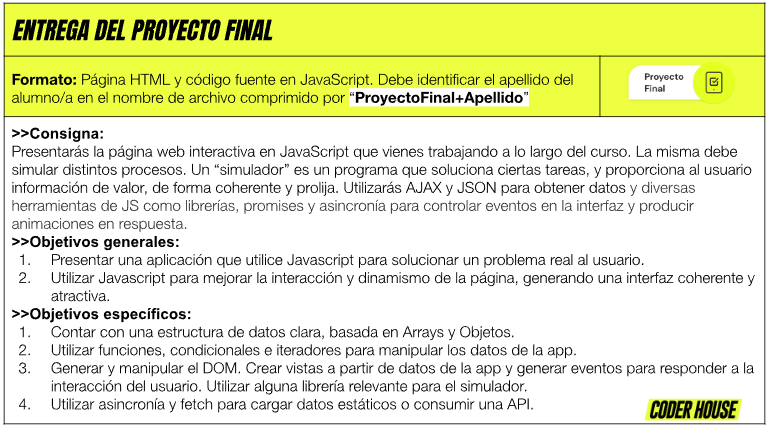 ENTREGA DEL PROYECTO FINAL
Formato: Página HTML y código fuente en JavaScript. Debe identificar el apellido del
alumno/a en el nombre de archivo comprimido por “ProyectoFinal+Apellido”
Proyecto
Final
>>Consigna:
Presentarás la página web interactiva en JavaScript que vienes trabajando a lo largo del curso. La misma debe
simular distintos procesos. Un “simulador” es un programa que soluciona ciertas tareas, y proporciona al usuario
información de valor, de forma coherente y prolija. Utilizarás AJAX y JSON para obtener datos y diversas
herramientas de JS como librerías, promises y asincronía para controlar eventos en la interfaz y producir
animaciones en respuesta.
>>Objetivos generales:
1. Presentar una aplicación que utilice Javascript para solucionar un problema real al usuario.
2. Utilizar Javascript para mejorar la interacción y dinamismo de la página, generando una interfaz coherente y
atractiva.
>>Objetivos específicos:
1. Contar con una estructura de datos clara, basada en Arrays y Objetos.
2. Utilizar funciones, condicionales e iteradores para manipular los datos de la app.
3. Generar y manipular el DOM. Crear vistas a partir de datos de la app y generar eventos para responder a la
interacción del usuario. Utilizar alguna librería relevante para el simulador.
4. Utilizar asincronía y fetch para cargar datos estáticos o consumir una API.
CODER HOUSE